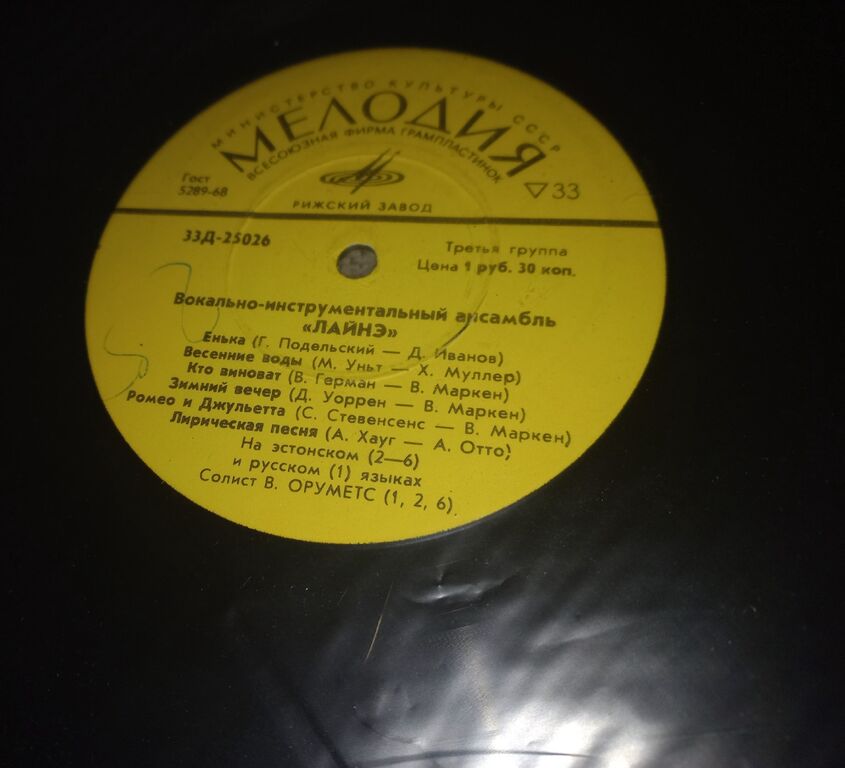 МИНИСТЕРСТВО КУЛЬТУРЫ СССР
МЕЛОДИЯ
ВСЕСОЮЗНАЯ ФИРМА ГРАМПЛАСТИНОК
Гост
5289-68
33
РИЖСКИЙ ЗАВОД
33Д-25026
Третья группа
Цена 1 руб. 30 коп.
Вокально-инструментальный ансамбль
«ЛАЙНЭ»
Енька (Г. Подельский — Д. Иванов)
Весенние воды (М. Уньт — Х. Муллер)
Кто виноват (В. Герман — В. Маркен)
Зимний вечер (Д. Уоррен — В. Маркен)
Ромео и Джульетта (С. Стевенсенс — В. Маркен)
Лирическая песня (А. Хауг — А. Отто)
На эстонском (2—6)
и русском (1) языках
Солист В. ОРУМЕТС (1, 2, 6)